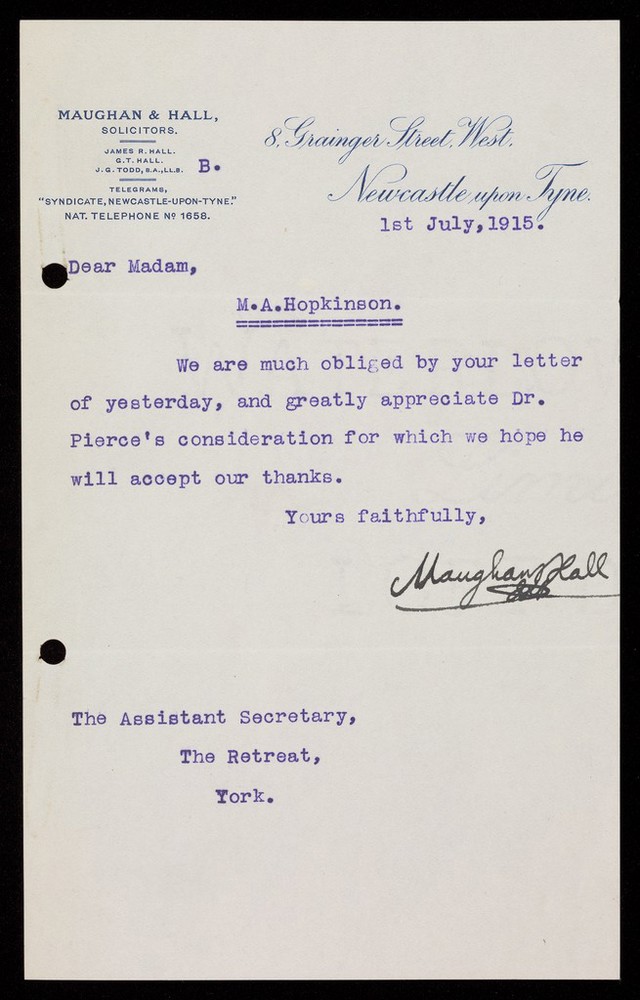 MAUGHAN & HALL,
SOLICITORS.
JAMES R. HALL.
G.T. HALL.
J.G. TODD, B.A., LL.B.
B.
TELEGRAMS,
"SYNDICATE, NEWCASTLE-UPON-TYNE."
NAT. TELEPHONE Nº 1658.
8, Grainger Street, West,
Newcastle upon Tyne.
1st July, 1915.
Dear Madam,
M.A.Hopkinson.
We are much obliged by your letter
of yesterday, and greatly appreciate Dr.
Pierce's consideration for which we hope he
will accept our thanks.
Yours faithfully,
Maughan & Hall
The Assistant Secretary,
The Retreat,
York.